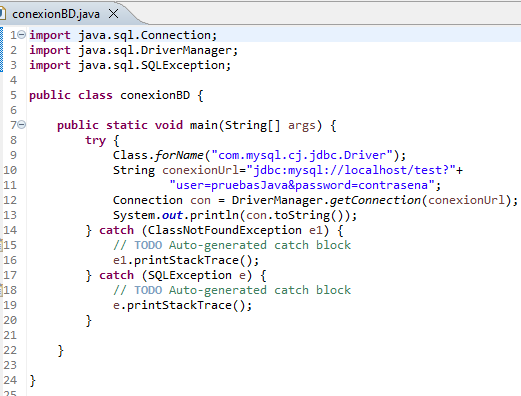 conexionBD.java
1 import java.sql.Connection;
2 import java.sql.DriverManager;
3 import java.sql.SQLException;
4
5 public class conexionBD {
6
7 public static void main(String[] args) {
8 try {
9 Class.forName("com.mysql.cj.jdbc.Driver");
10 String conexionUrl="jdbc:mysql://localhost/test?"+
11 "user=pruebasJava&password=contrasena";
12 Connection con = DriverManager.getConnection(conexionUrl);
13 System.out.println(con.toString());
14 } catch (ClassNotFoundException e1) {
15 // TODO Auto-generated catch block
16 e1.printStackTrace();
17 } catch (SQLException e) {
18 // TODO Auto-generated catch block
19 e.printStackTrace();
20 }
21
22 }
23
24 }
25